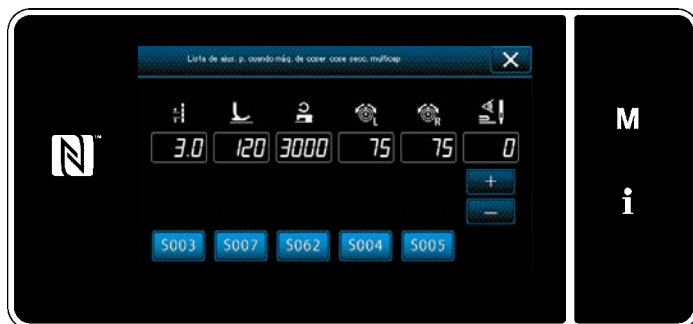 Lista de ajus. p. cuando máq. de coser cose secc. multicap
L R
3.0 120 3000 75 75 0
+
−
S003 S007 S062 S004 S005
N
M
i